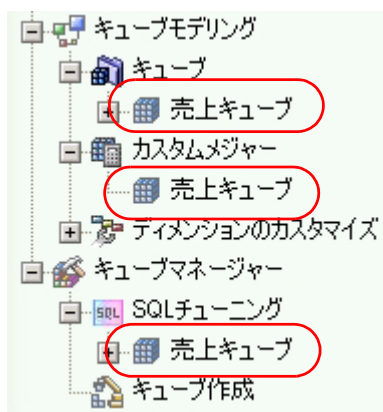 キューブモデリング
キューブ
売上キューブ
カスタムメジャー
売上キューブ
ディメンションのカスタマイズ
キューブマネージャー
SQL SQLチューニング
売上キューブ
キューブ作成